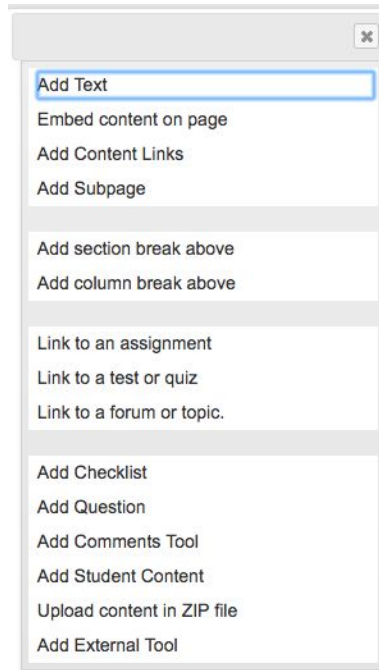 Add Text
Embed content on page
Add Content Links
Add Subpage
Add section break above
Add column break above
Link to an assignment
Link to a test or quiz
Link to a forum or topic.
Add Checklist
Add Question
Add Comments Tool
Add Student Content
Upload content in ZIP file
Add External Tool